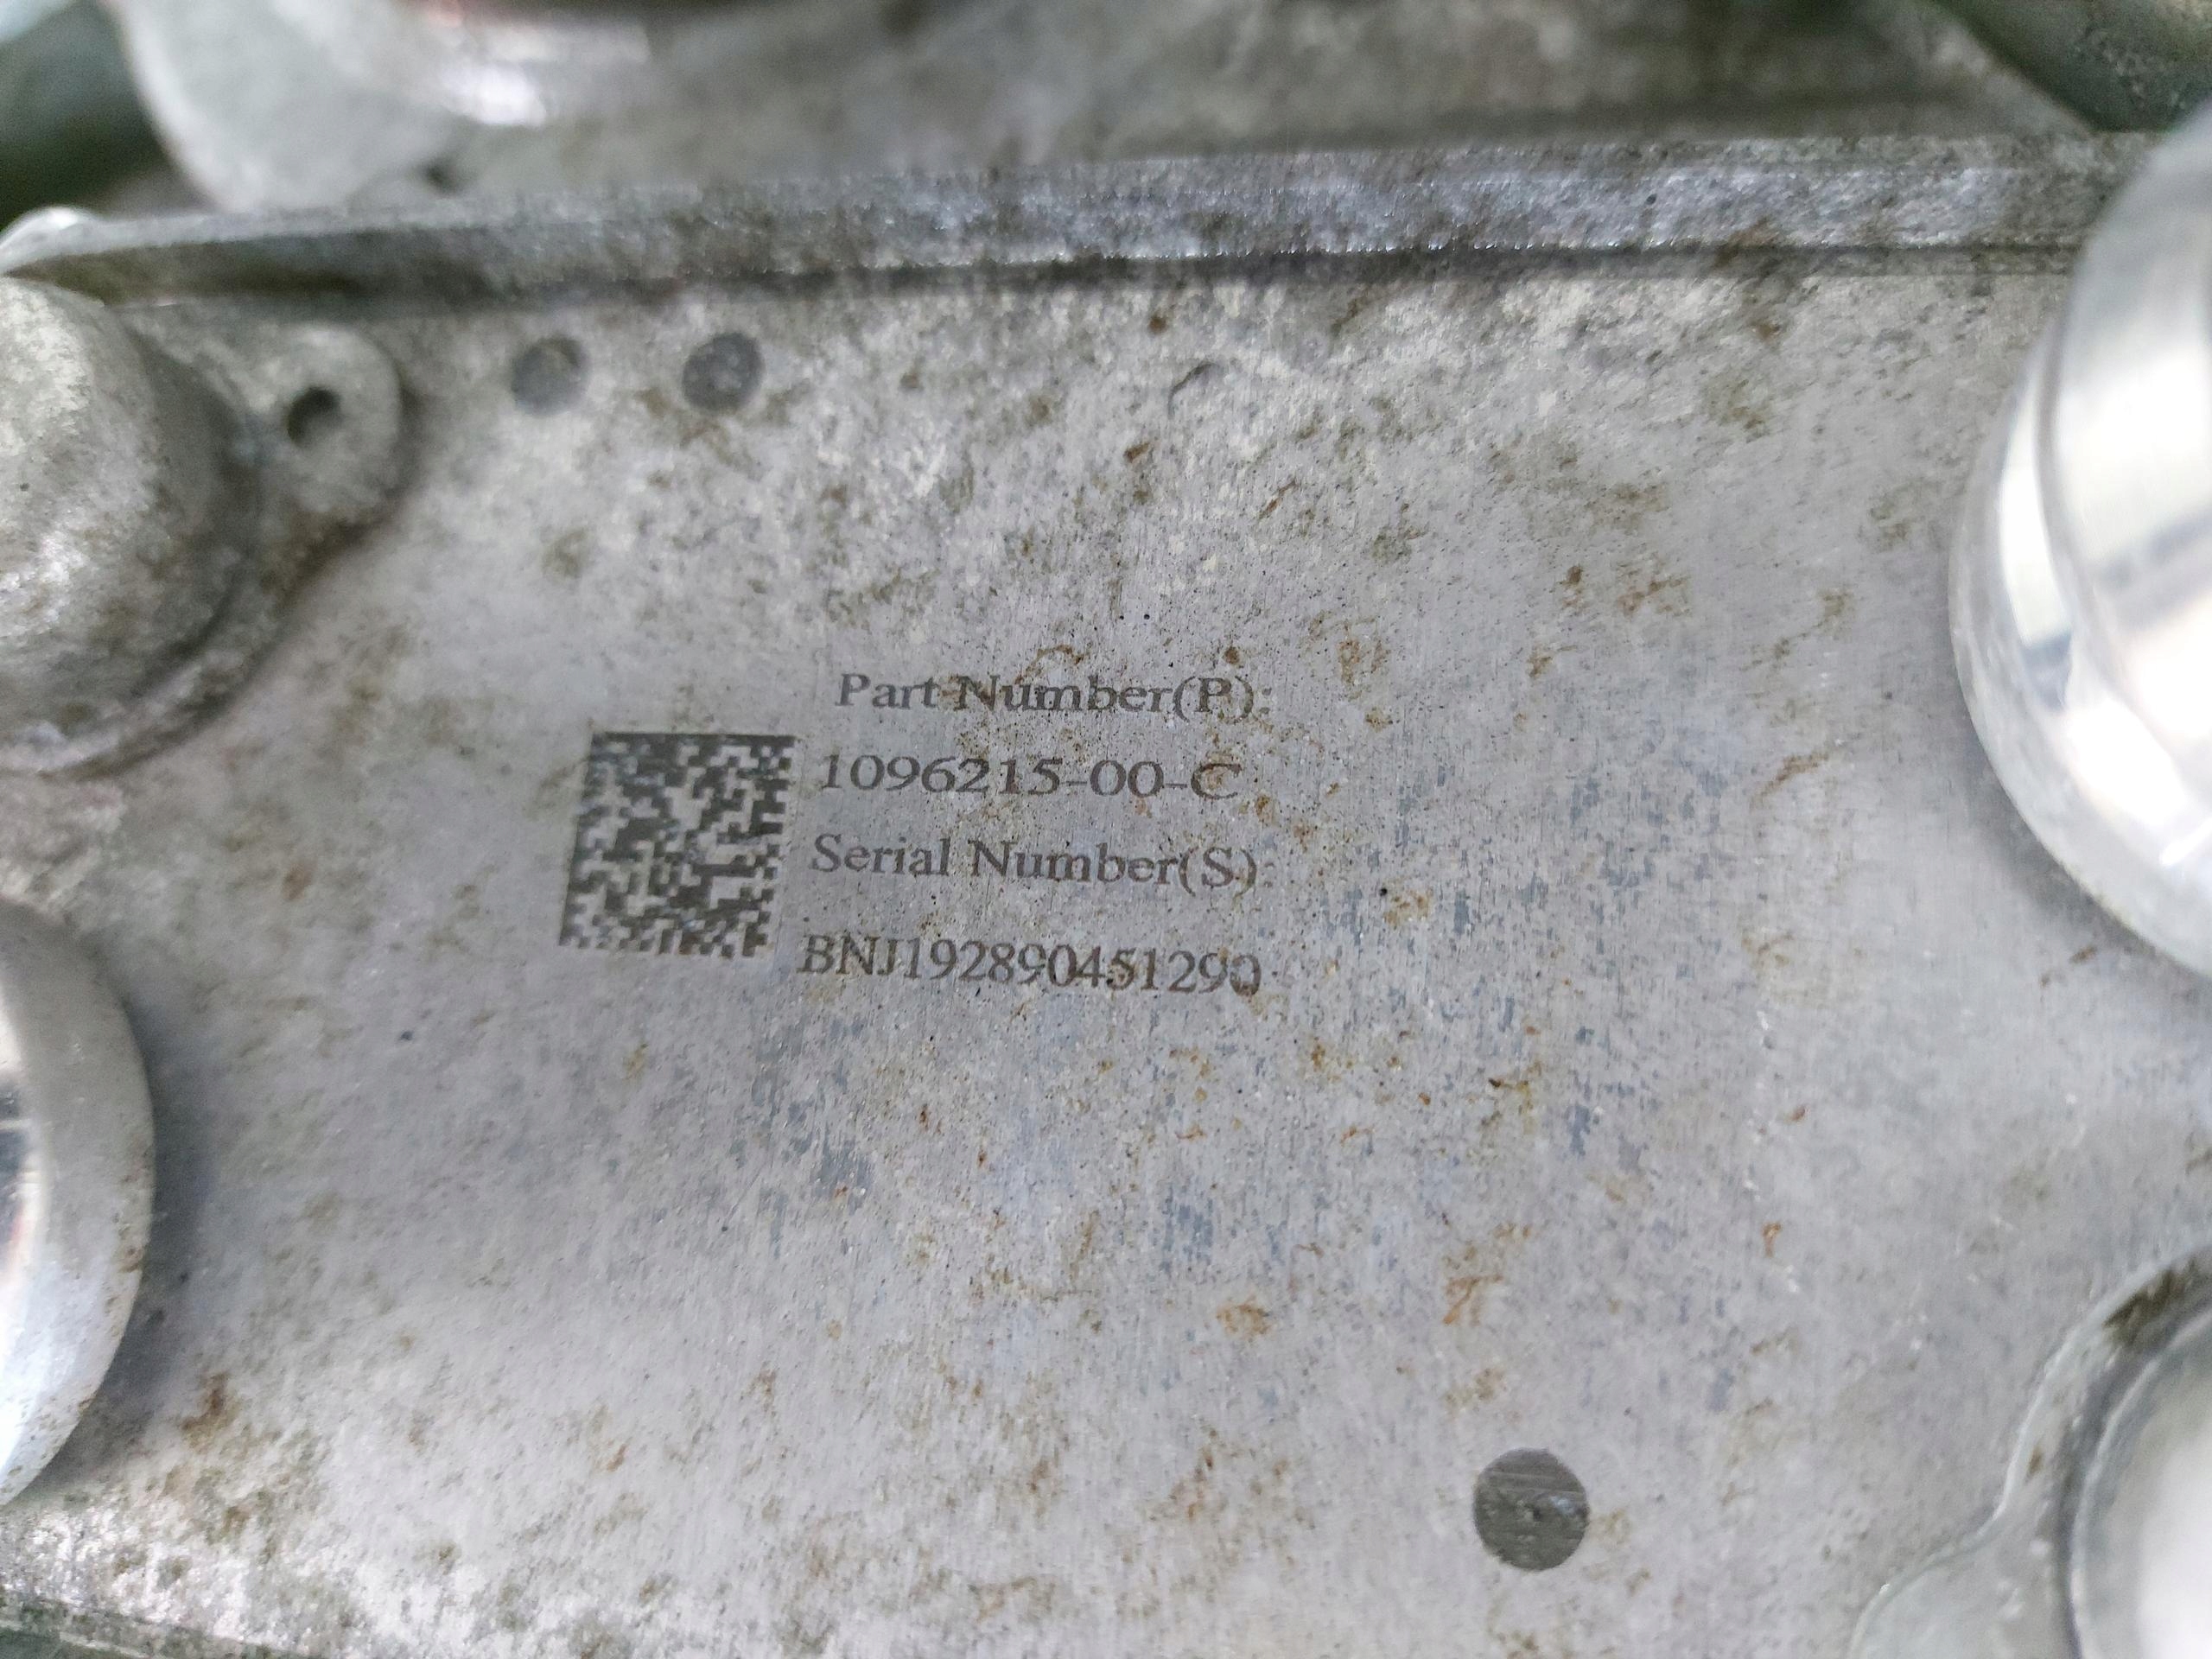 Part Number(P):
1096215-00-C
Serial Number(S):
BNJ192890451290